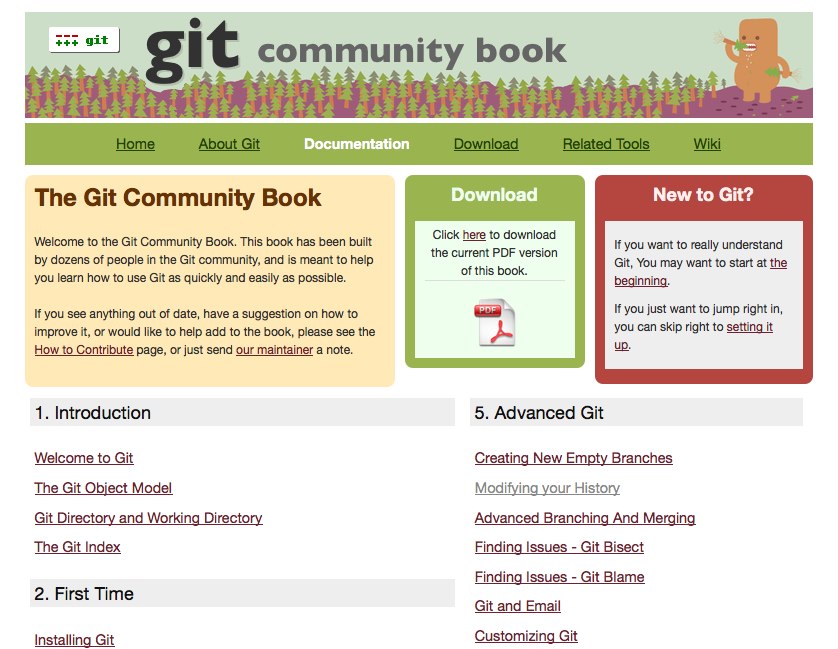 git
git community book
Home About Git Documentation Download Related Tools Wiki
The Git Community Book
Welcome to the Git Community Book. This book has been built
by dozens of people in the Git community, and is meant to help
you learn how to use Git as quickly and easily as possible.
If you see anything out of date, have a suggestion on how to
improve it, or would like to help add to the book, please see the
How to Contribute page, or just send our maintainer a note.
Download
Click here to download
the current PDF version
of this book.
PDF
New to Git?
If you want to really understand
Git, You may want to start at the
beginning.
If you just want to jump right in,
you can skip right to setting it
up.
1. Introduction
Welcome to Git
The Git Object Model
Git Directory and Working Directory
The Git Index
2. First Time
Installing Git
5. Advanced Git
Creating New Empty Branches
Modifying your History
Advanced Branching And Merging
Finding Issues - Git Bisect
Finding Issues - Git Blame
Git and Email
Customizing Git